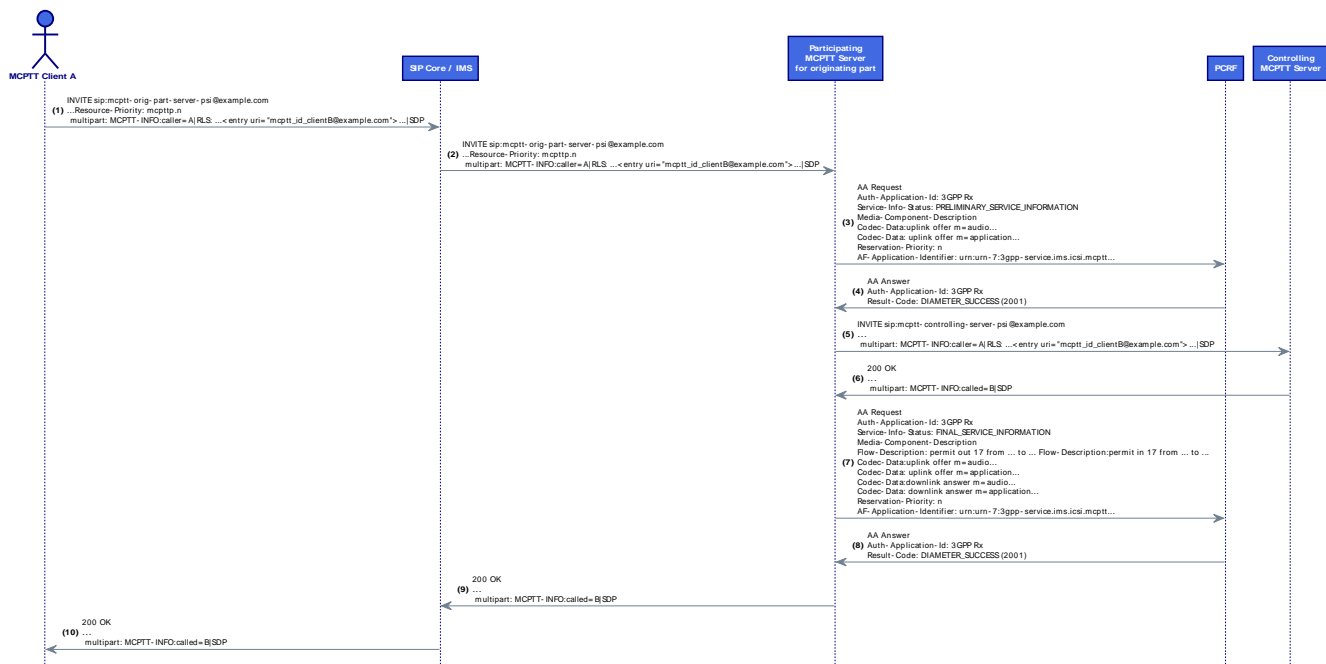 MCPTT Client A
SIP Core / IMS
Participating
MCPTT Server
for originating part
PCRF
Controlling
MCPTT Server
INVITE sip:mcptt-orig-part-server-psi@example.com
(1) ...Resource-Priority: mcpttp.n
multipart: MCPTT-INFO:caller=A|RLS: ...<entry uri="mcptt_id_clientB@example.com"> ...|SDP
INVITE sip:mcptt-orig-part-server-psi@example.com
(2) ...Resource-Priority: mcpttp.n
multipart: MCPTT-INFO:caller=A|RLS: ...<entry uri="mcptt_id_clientB@example.com"> ...|SDP
AA Request
Auth-Application-Id: 3GPP Rx
Service-Info-Status: PRELIMINARY_SERVICE_INFORMATION
Media-Component-Description
(3) Codec-Data:uplink offer m=audio...
Codec-Data: uplink offer m=application...
Reservation-Priority: n
AF-Application-Identifier: urn:urn-7:3gpp-service.ims.icsi.mcptt...
AA Answer
(4) Auth-Application-Id: 3GPP Rx
Result-Code: DIAMETER_SUCCESS (2001)
INVITE sip:mcptt-controlling-server-psi@example.com
(5) ...
multipart: MCPTT-INFO:caller=A|RLS: ...<entry uri="mcptt_id_clientB@example.com"> ...|SDP
200 OK
(6) ...
multipart: MCPTT-INFO:called=B|SDP
AA Request
Auth-Application-Id: 3GPP Rx
Service-Info-Status: FINAL_SERVICE_INFORMATION
Media-Component-Description
Flow-Description: permit out 17 from ... to ... Flow-Description:permit in 17 from ... to ...
(7) Codec-Data:uplink offer m=audio...
Codec-Data: uplink offer m=application...
Codec-Data:downlink answer m=audio...
Codec-Data: downlink answer m=application...
Reservation-Priority: n
AF-Application-Identifier: urn:urn-7:3gpp-service.ims.icsi.mcptt...
AA Answer
(8) Auth-Application-Id: 3GPP Rx
Result-Code: DIAMETER_SUCCESS (2001)
200 OK
(9) ...
multipart: MCPTT-INFO:called=B|SDP
200 OK
(10) ...
multipart: MCPTT-INFO:called=B|SDP